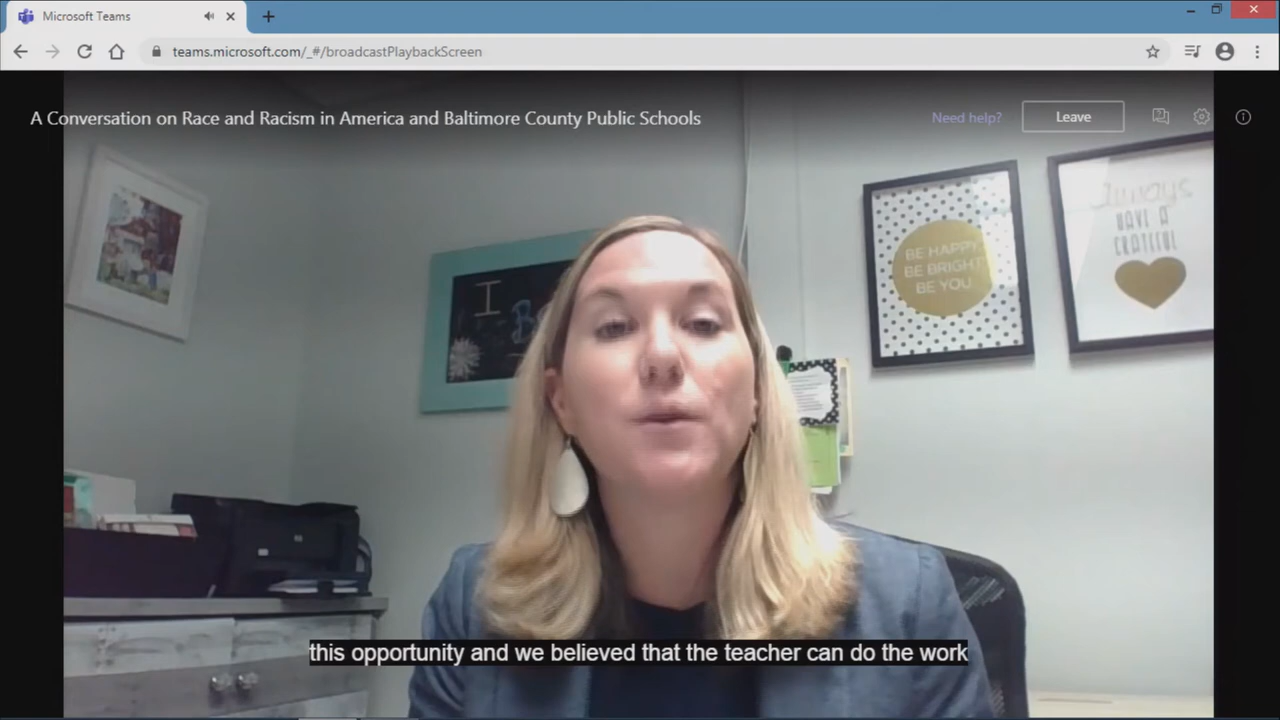 Microsoft Teams
teams.microsoft.com/_#/broadcastPlaybackScreen
A Conversation on Race and Racism in America and Baltimore County Public Schools
Need help?
Leave
I
BE HAPPY.
BE BRIGHT
BE YOU.
always
HAVE A
GRATEFUL
this opportunity and we believed that the teacher can do the work